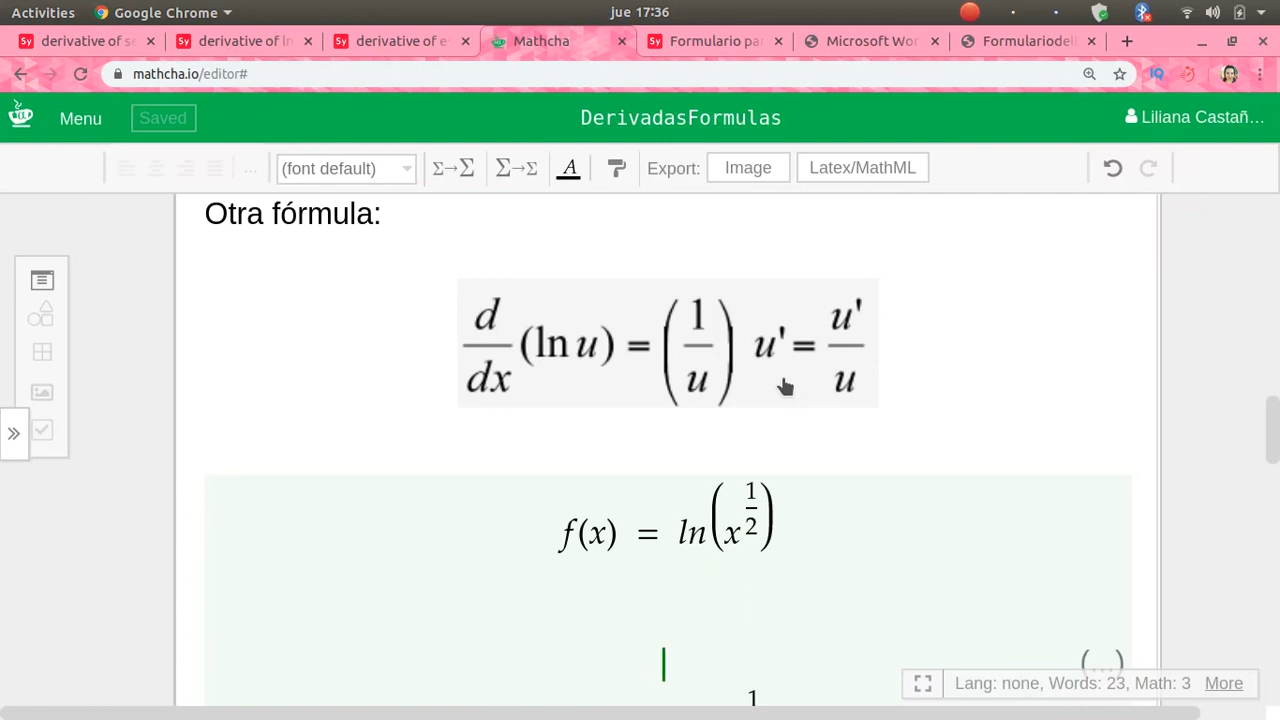 Activities Google Chrome jue 17:36
derivative of se × derivative of ln × derivative of e × Mathcha × Formulario pa × Microsoft Wor × Formulariodel ×
mathcha.io/editor#
Menu Saved DerivadasFormulas Liliana Castañ...
... (font default) Σ→Σ Σ→Σ A Export: Image Latex/MathML
Otra fórmula:
d/dx (ln u) = (1/u) u' = u'/u
f(x) = ln(x^(1/2))
(...)
Lang: none, Words: 23, Math: 3 More
1